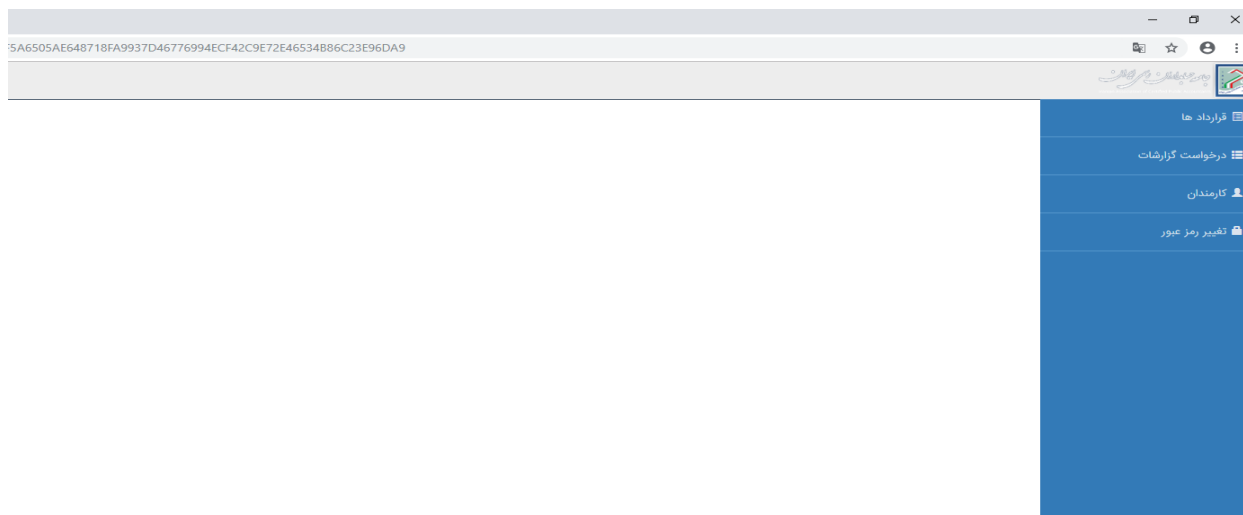 5A6505AE648718FA9937D46776994ECF42C9E72E46534B86C23E96DA9
قرارداد ها
درخواست گزارشات
کارمندان
تغییر رمز عبور